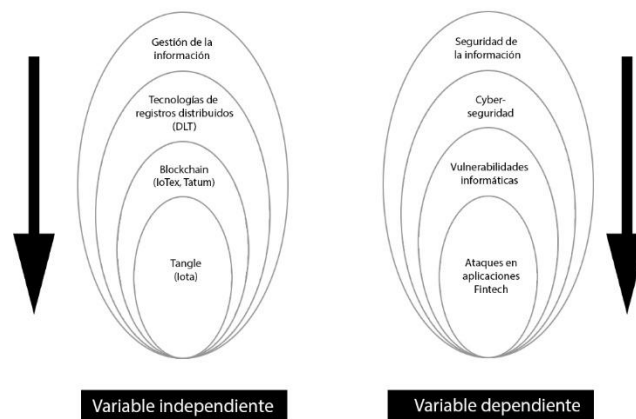 Gestión de la
información
Tecnologías de
registros distribuidos
(DLT)
Blockchain
(IoTex, Tatum)
Tangle
(Iota)
Variable independiente
Seguridad de
la información
Cyber-
seguridad
Vulnerabilidades
informáticas
Ataques en
aplicaciones
Fintech
Variable dependiente